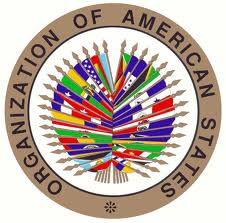 ORGANIZATION OF AMERICAN STATES